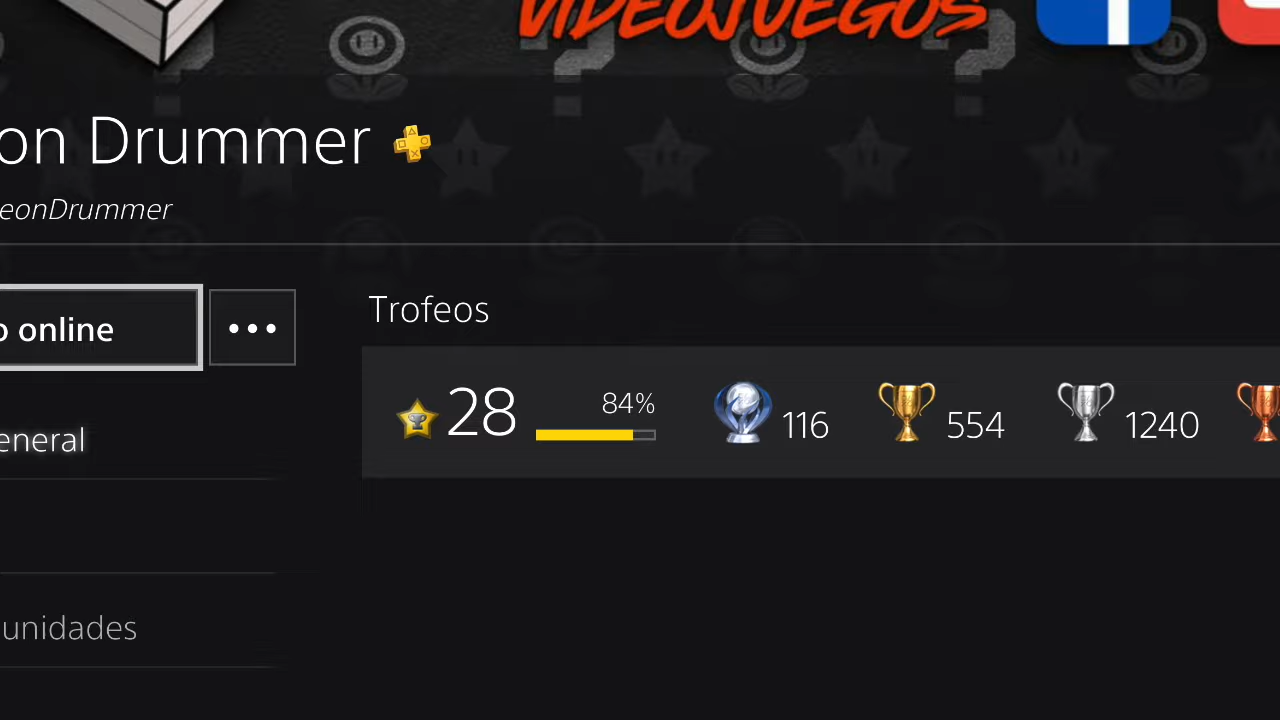 VIDEOJUEGOS
on Drummer
eonDrummer
o online
Trofeos
28
84%
116
554
1240
eneral
unidades